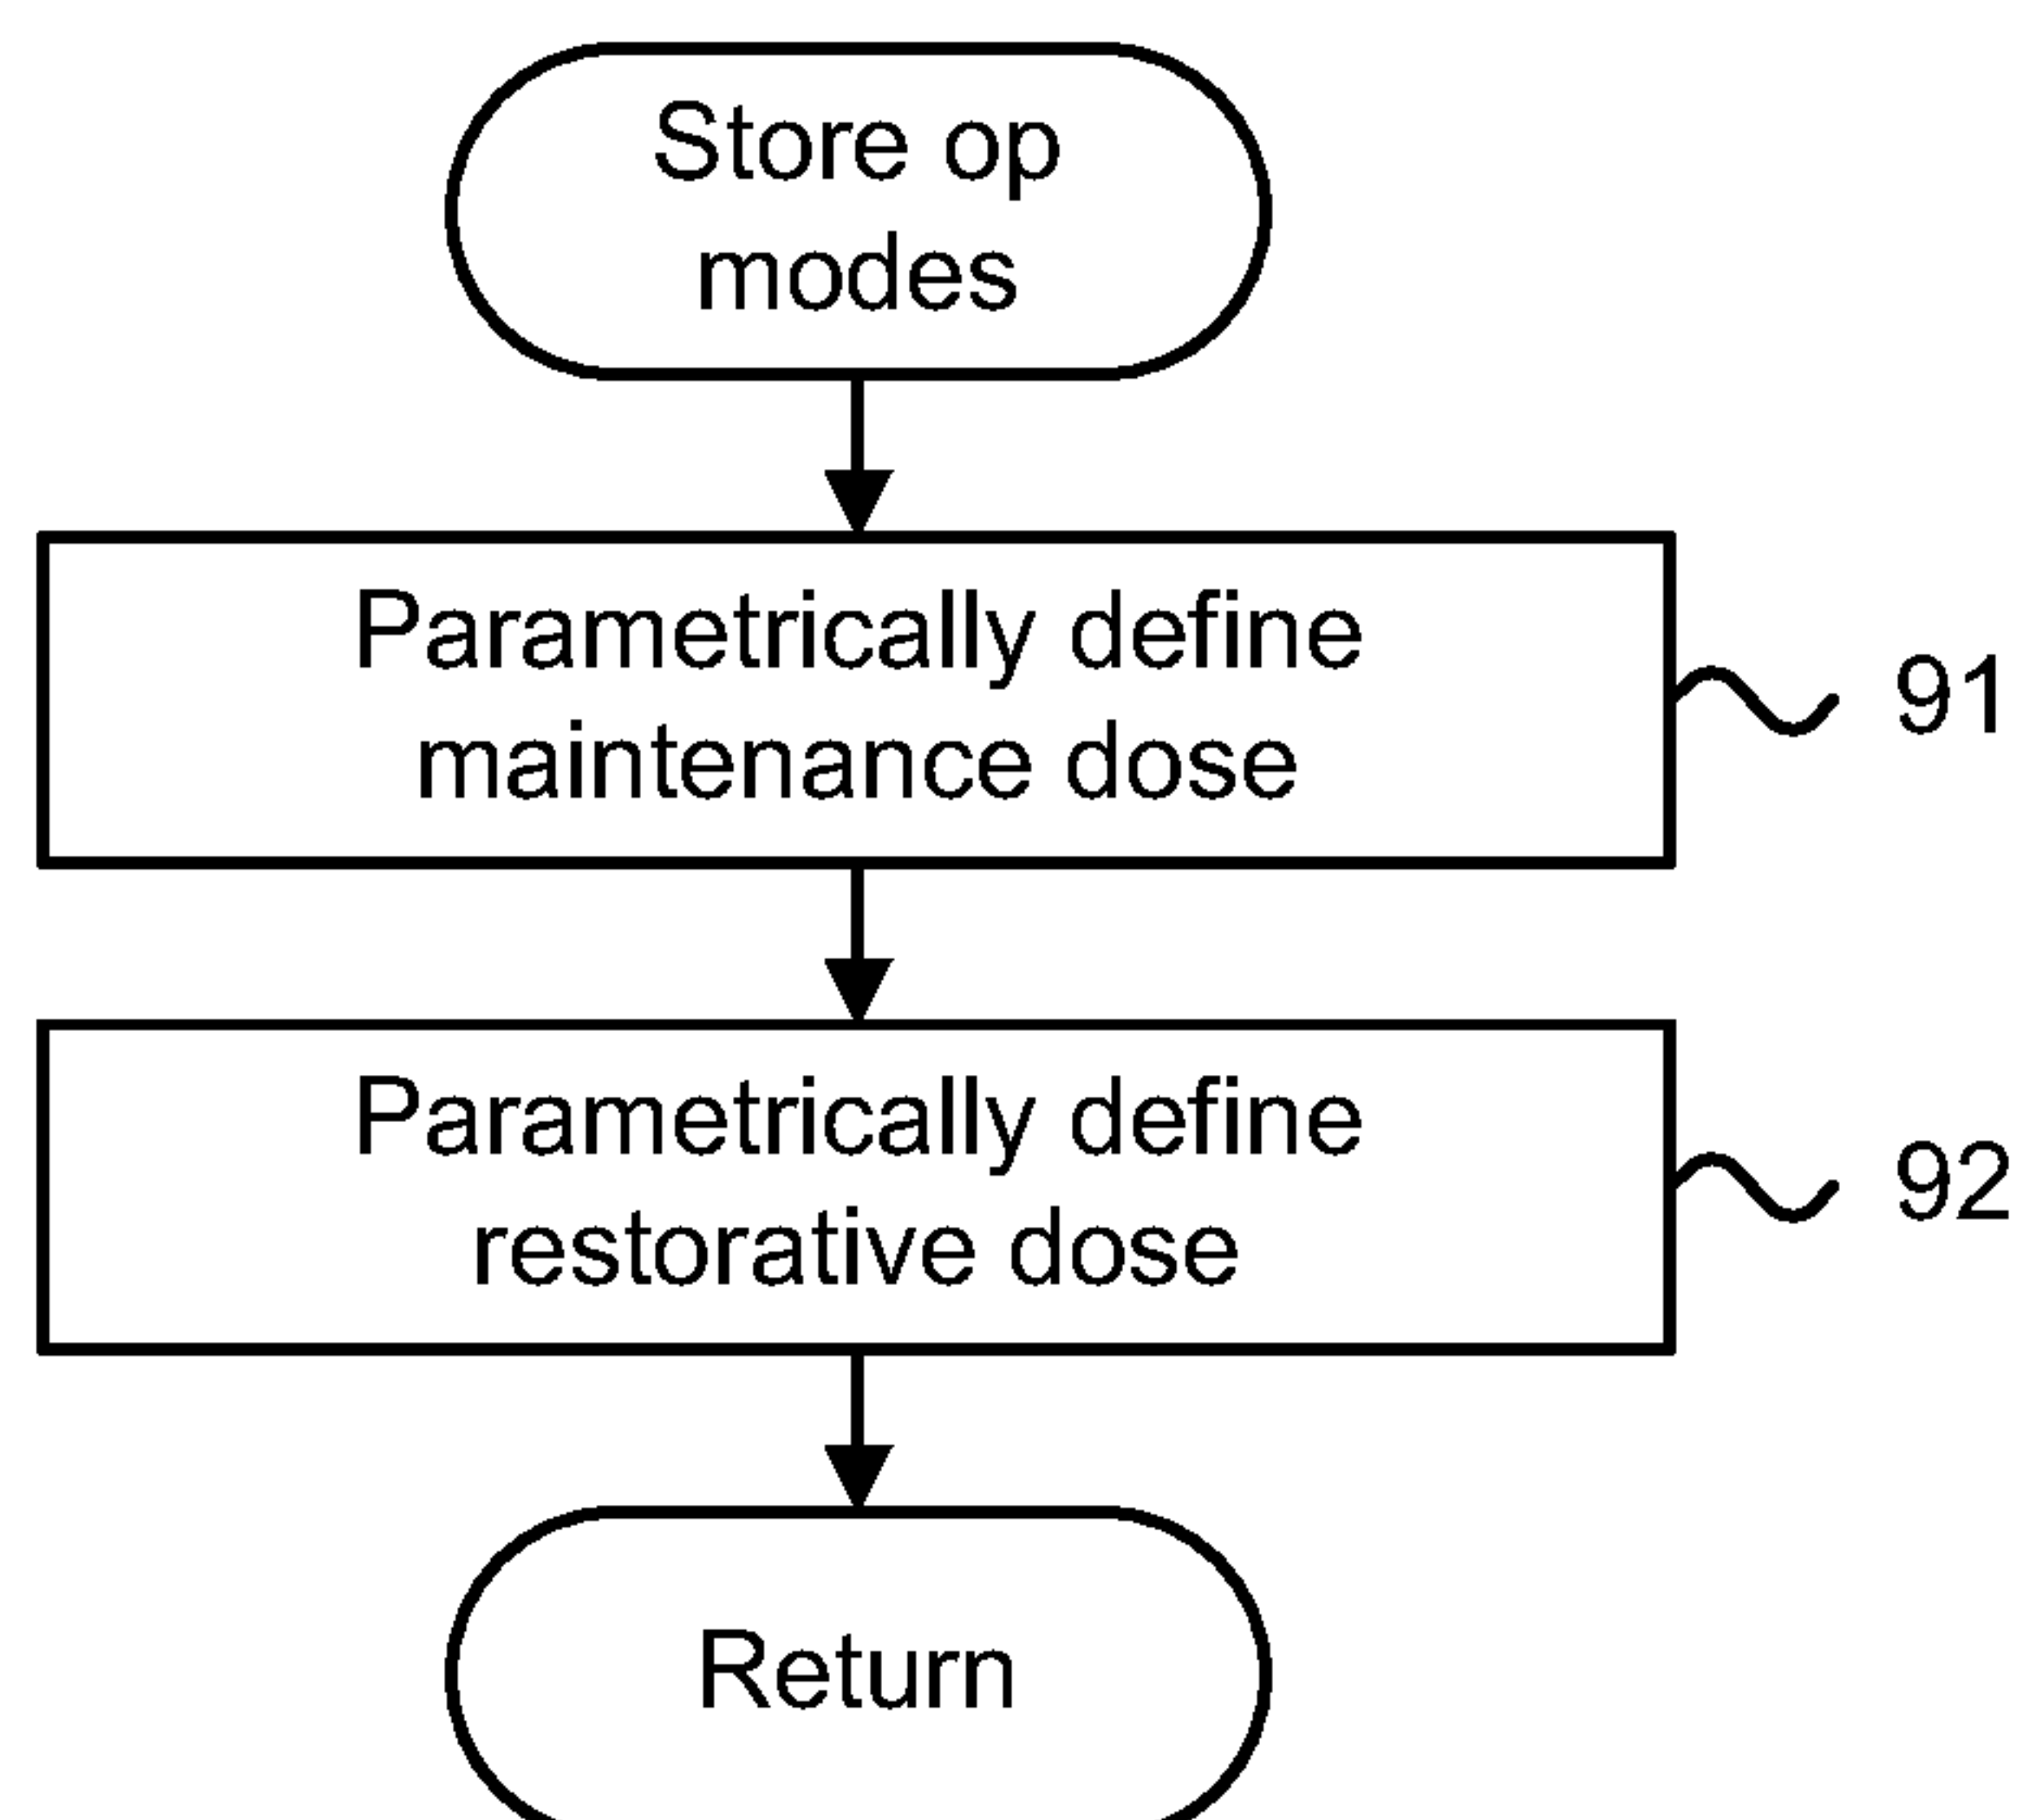 Store op
modes
Parametrically define
maintenance dose
91
Parametrically define
restorative dose
92
Return